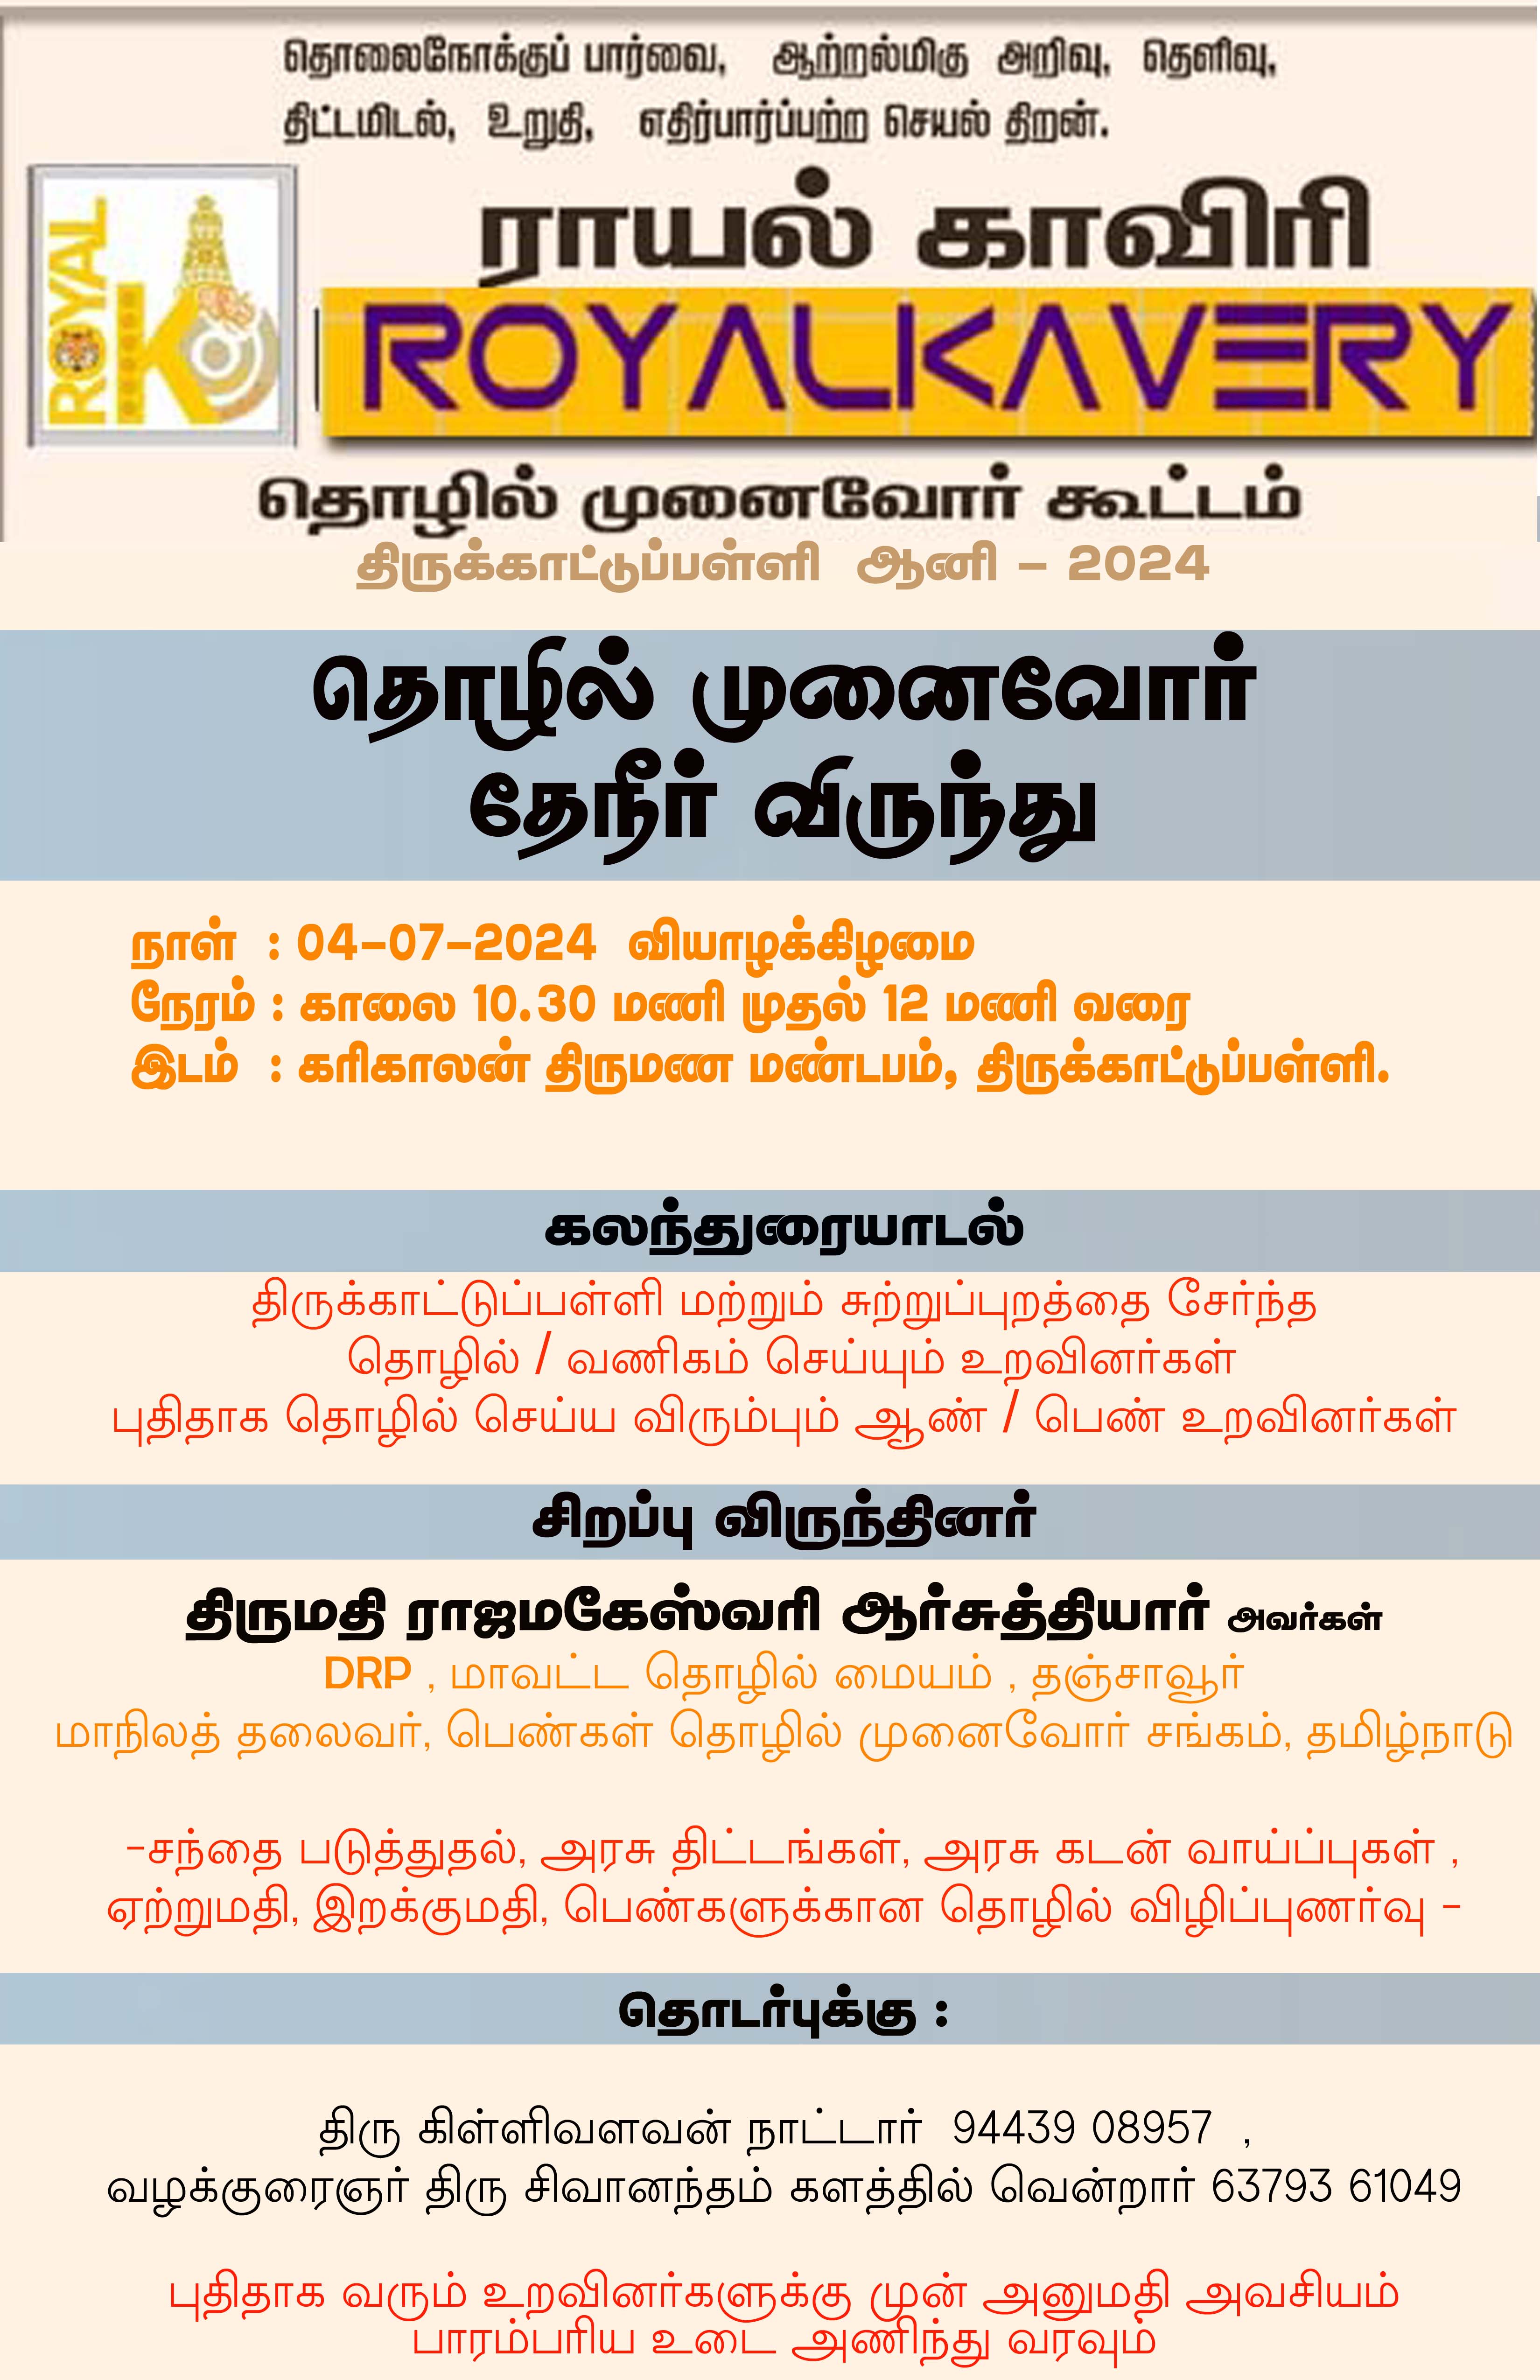 தொலைநோக்குப் பார்வை, ஆற்றல்மிகு அறிவு, தெளிவு,
திட்டமிடல், உறுதி, எதிர்பார்ப்பற்ற செயல் திறன்.
ராயல் காவிரி
ROYAL
ROYALKAVERY
தொழில் முனைவோர் கூட்டம்
திருக்காட்டுப்பள்ளி ஆனி – 2024
தொழில் முனைவோர்
தேநீர் விருந்து
நாள் : 04-07-2024 வியாழக்கிழமை
நேரம் : காலை 10.30 மணி முதல் 12 மணி வரை
இடம் : கரிகாலன் திருமண மண்டபம், திருக்காட்டுப்பள்ளி.
கலந்துரையாடல்
திருக்காட்டுப்பள்ளி மற்றும் சுற்றுப்புறத்தை சேர்ந்த
தொழில் / வணிகம் செய்யும் உறவினர்கள்
புதிதாக தொழில் செய்ய விரும்பும் ஆண் / பெண் உறவினர்கள்
சிறப்பு விருந்தினர்
திருமதி ராஜமகேஸ்வரி ஆர்சுத்தியார் அவர்கள்
DRP , மாவட்ட தொழில் மையம் , தஞ்சாவூர்
மாநிலத் தலைவர், பெண்கள் தொழில் முனைவோர் சங்கம், தமிழ்நாடு
-சந்தை படுத்துதல், அரசு திட்டங்கள், அரசு கடன் வாய்ப்புகள் ,
ஏற்றுமதி, இறக்குமதி, பெண்களுக்கான தொழில் விழிப்புணர்வு -
தொடர்புக்கு :
திரு கிள்ளிவளவன் நாட்டார் 94439 08957 ,
வழக்குரைஞர் திரு சிவானந்தம் களத்தில் வென்றார் 63793 61049
புதிதாக வரும் உறவினர்களுக்கு முன் அனுமதி அவசியம்
பாரம்பரிய உடை அணிந்து வரவும்